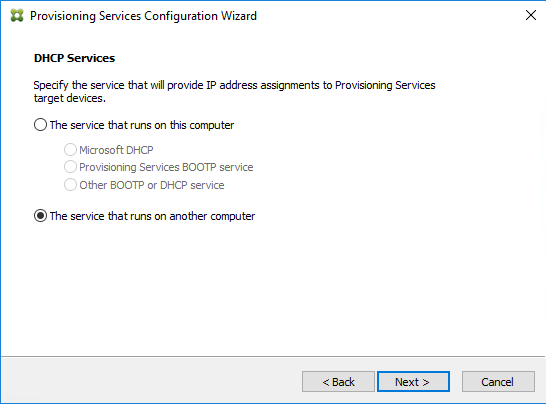 Provisioning Services Configuration Wizard
DHCP Services
Specify the service that will provide IP address assignments to Provisioning Services
target devices.
The service that runs on this computer
Microsoft DHCP
Provisioning Services BOOTP service
Other BOOTP or DHCP service
The service that runs on another computer
< Back Next > Cancel